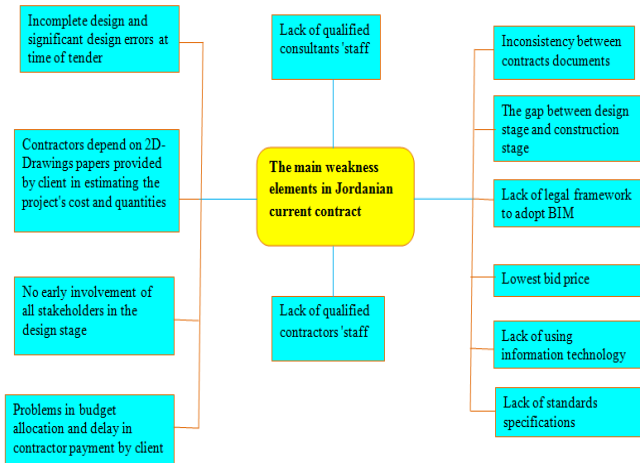 Incomplete design and
significant design errors at
time of tender
Contractors depend on 2D-
Drawings papers provided
by client in estimating the
project's cost and quantities
No early involvement of
all stakeholders in the
design stage
Problems in budget
allocation and delay in
contractor payment by client
Lack of qualified
consultants 'staff
The main weakness
elements in Jordanian
current contract
Lack of qualified
contractors 'staff
Inconsistency between
contracts documents
The gap between design
stage and construction
stage
Lack of legal framework
to adopt BIM
Lowest bid price
Lack of using
information technology
Lack of standards
specifications